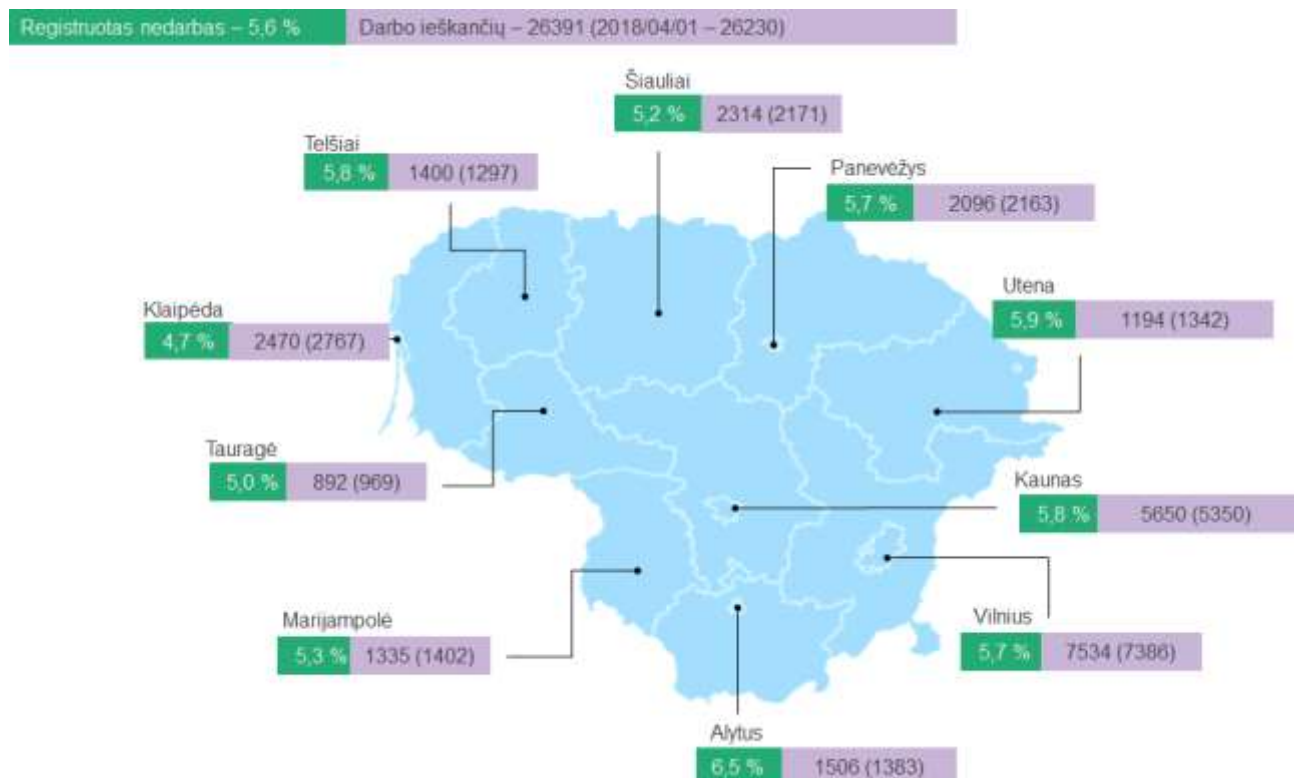 Registruotas nedarbas – 5,6 % Darbo ieškančių – 26391 (2018/04/01 – 26230)
Šiauliai
5,2 % 2314 (2171)
Telšiai
5,8 % 1400 (1297)
Panevėžys
5,7 % 2096 (2163)
Utena
5,9 % 1194 (1342)
Klaipėda
4,7 % 2470 (2767)
Tauragė
5,0 % 892 (969)
Kaunas
5,8 % 5650 (5350)
Marijampolė
5,3 % 1335 (1402)
Vilnius
5,7 % 7534 (7386)
Alytus
6,5 % 1506 (1383)